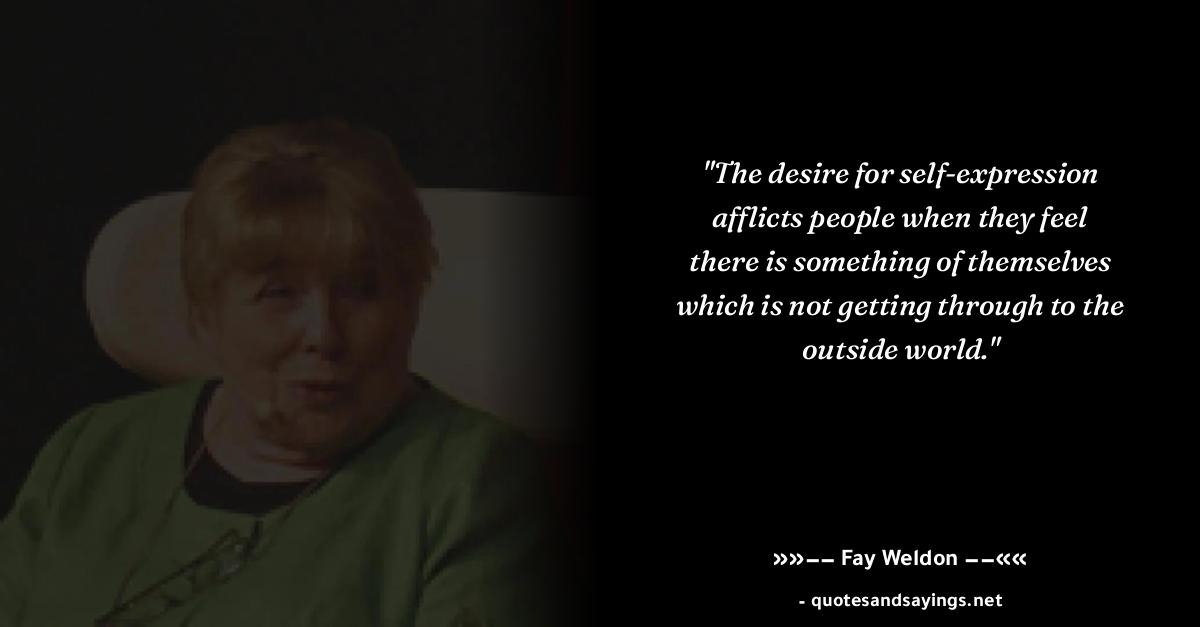 "The desire for self-expression
afflicts people when they feel
there is something of themselves
which is not getting through to the
outside world."
»»−− Fay Weldon −−««
- quotesandsayings.net